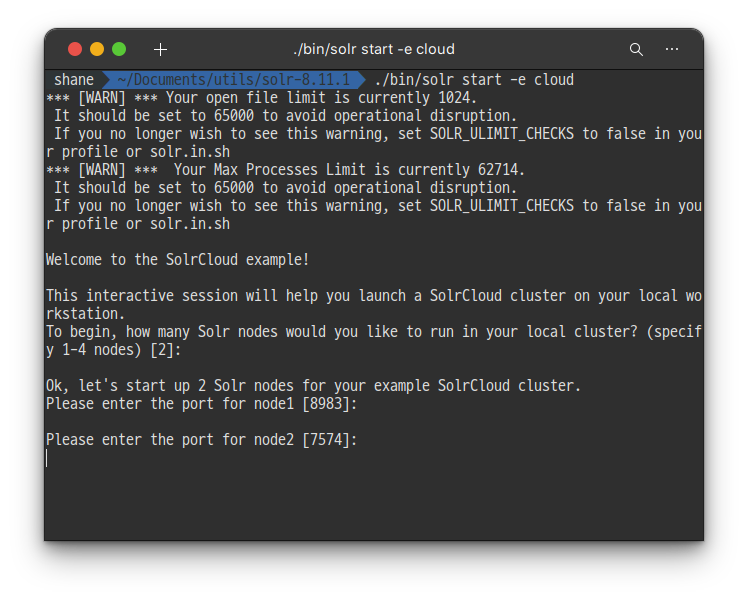 ./bin/solr start -e cloud
shane ~/Documents/utils/solr-8.11.1 ./bin/solr start -e cloud
*** [WARN] *** Your open file limit is currently 1024.
It should be set to 65000 to avoid operational disruption.
If you no longer wish to see this warning, set SOLR_ULIMIT_CHECKS to false in you
r profile or solr.in.sh
*** [WARN] ***  Your Max Processes Limit is currently 62714.
It should be set to 65000 to avoid operational disruption.
If you no longer wish to see this warning, set SOLR_ULIMIT_CHECKS to false in you
r profile or solr.in.sh
Welcome to the SolrCloud example!
This interactive session will help you launch a SolrCloud cluster on your local wo
rkstation.
To begin, how many Solr nodes would you like to run in your local cluster? (specif
y 1-4 nodes) [2]:
Ok, let's start up 2 Solr nodes for your example SolrCloud cluster.
Please enter the port for node1 [8983]:
Please enter the port for node2 [7574]: